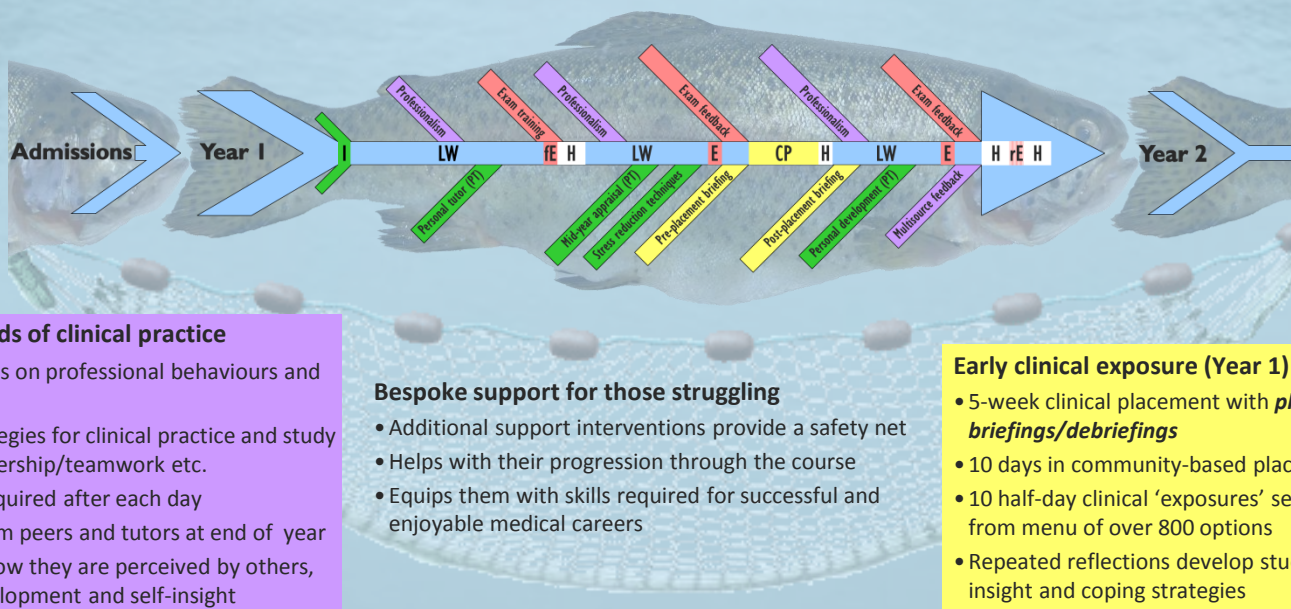 Professionalism
Exam training
Professionalism
Exam feedback
Professionalism
Exam feedback
Admissions
Year 1
I
LW
fE
H
LW
E
CP
H
LW
E
H
rE
H
Year 2
Personal tutor (PT)
Mid-year appraisal (PT)
Stress reduction techniques
Pre-placement briefing
Post-placement briefing
Personal development (PT)
Multisource feedback
ds of clinical practice
s on professional behaviours and
egies for clinical practice and study
ership/teamwork etc.
quired after each day
m peers and tutors at end of year
ow they are perceived by others,
lopment and self-insight
Bespoke support for those struggling
• Additional support interventions provide a safety net
• Helps with their progression through the course
• Equips them with skills required for successful and
enjoyable medical careers
Early clinical exposure (Year 1)
• 5-week clinical placement with pl
briefings/debriefings
• 10 days in community-based plac
• 10 half-day clinical ‘exposures’ se
from menu of over 800 options
• Repeated reflections develop stu
insight and coping strategies